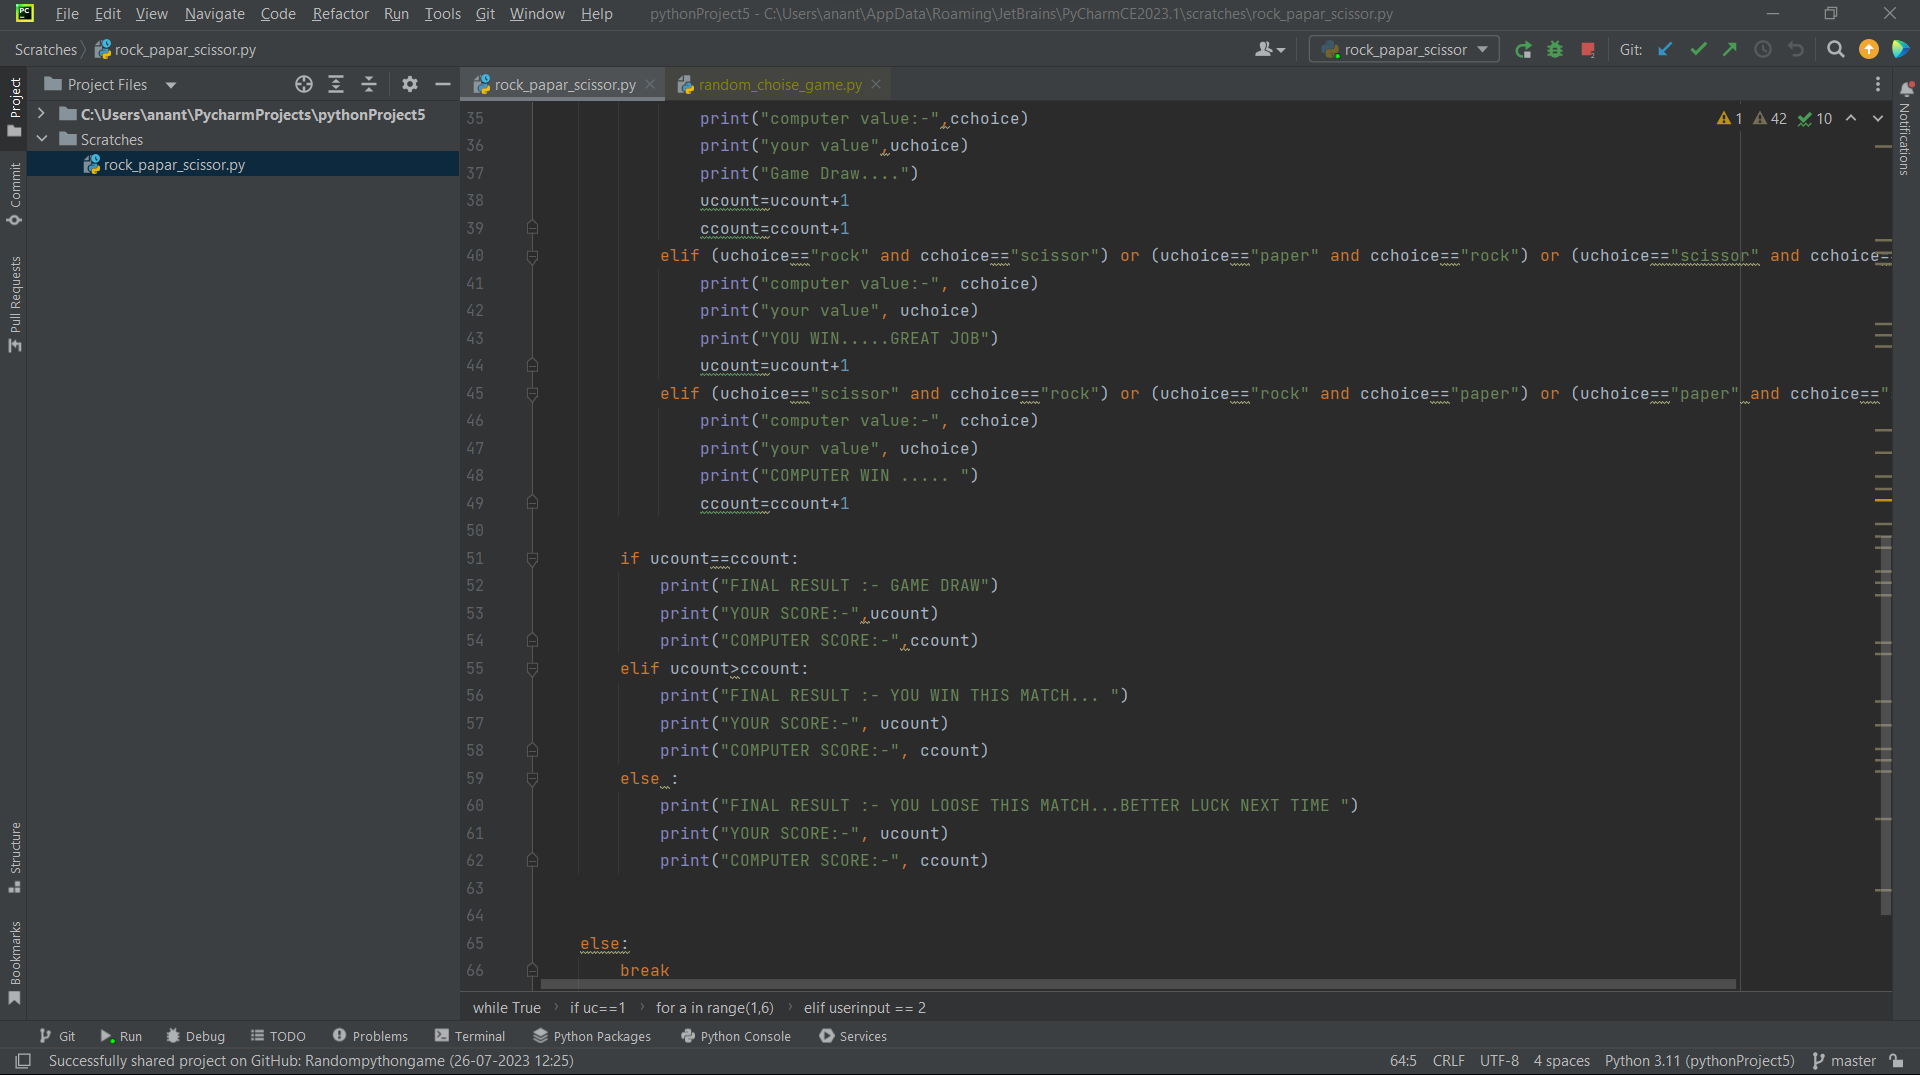 PC File Edit View Navigate Code Refactor Run Tools Git Window Help pythonProject5 - C:\Users\anant\AppData\Roaming\JetBrains\PyCharmCE2023.1\scratches\rock_papar_scissor.py
Scratches rock_papar_scissor.py rock_papar_scissor Git:
Project Project Files rock_papar_scissor.py random_choise_game.py
C:\Users\anant\PycharmProjects\pythonProject5
Scratches
rock_papar_scissor.py
Commit
Pull Requests
Structure
Bookmarks
Notifications
1 42 10
35 print("computer value:-",cchoice)
36 print("your value",uchoice)
37 print("Game Draw....")
38 ucount=ucount+1
39 ccount=ccount+1
40 elif (uchoice=="rock" and cchoice=="scissor") or (uchoice=="paper" and cchoice=="rock") or (uchoice=="scissor" and cchoice=
41 print("computer value:-", cchoice)
42 print("your value", uchoice)
43 print("YOU WIN.....GREAT JOB")
44 ucount=ucount+1
45 elif (uchoice=="scissor" and cchoice=="rock") or (uchoice=="rock" and cchoice=="paper") or (uchoice=="paper" and cchoice=="
46 print("computer value:-", cchoice)
47 print("your value", uchoice)
48 print("COMPUTER WIN ..... ")
49 ccount=ccount+1
50
51 if ucount==ccount:
52 print("FINAL RESULT :- GAME DRAW")
53 print("YOUR SCORE:-",ucount)
54 print("COMPUTER SCORE:-",ccount)
55 elif ucount>ccount:
56 print("FINAL RESULT :- YOU WIN THIS MATCH... ")
57 print("YOUR SCORE:-", ucount)
58 print("COMPUTER SCORE:-", ccount)
59 else :
60 print("FINAL RESULT :- YOU LOOSE THIS MATCH...BETTER LUCK NEXT TIME ")
61 print("YOUR SCORE:-", ucount)
62 print("COMPUTER SCORE:-", ccount)
63
64
65 else:
66 break
while True if uc==1 for a in range(1,6) elif userinput == 2
Git Run Debug TODO Problems Terminal Python Packages Python Console Services
Successfully shared project on GitHub: Randompythongame (26-07-2023 12:25) 64:5 CRLF UTF-8 4 spaces Python 3.11 (pythonProject5) master